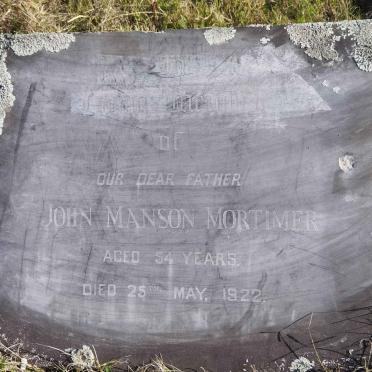 OF
OUR DEAR FATHER
JOHN MANSON MORTIMER
AGED 54 YEARS.
DIED 25TH MAY, 1922.